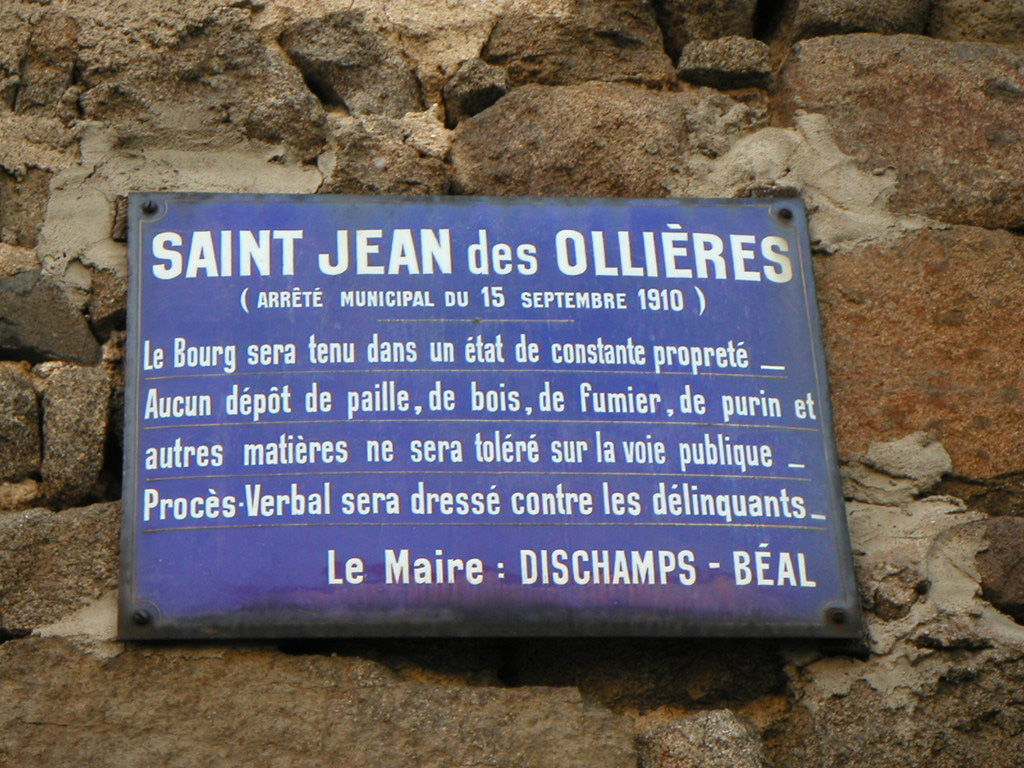 SAINT JEAN des OLLIÈRES
( ARRÊTÉ MUNICIPAL DU 15 SEPTEMBRE 1910 )
Le Bourg sera tenu dans un état de constante propreté _
Aucun dépôt de paille, de bois, de fumier, de purin et
autres matières ne sera toléré sur la voie publique _
Procès-Verbal sera dressé contre les délinquants_
Le Maire : DISCHAMPS - BÉAL